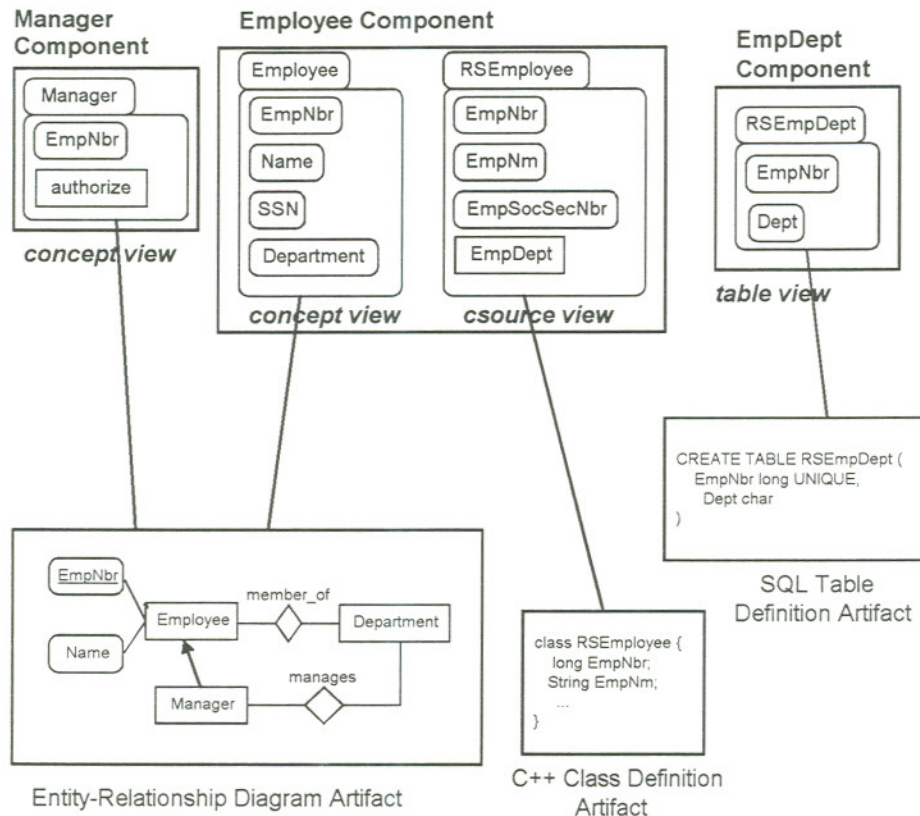 Manager
Component
Manager
EmpNbr
authorize
concept view
Employee Component
Employee
EmpNbr
Name
SSN
Department
concept view
RSEmployee
EmpNbr
EmpNm
EmpSocSecNbr
EmpDept
csource view
EmpDept
Component
RSEmpDept
EmpNbr
Dept
table view
CREATE TABLE RSEmpDept (
EmpNbr long UNIQUE,
Dept char
)
SQL Table
Definition Artifact
EmpNbr
Name
Employee
member_of
Department
Manager
manages
Entity-Relationship Diagram Artifact
class RSEmployee {
long EmpNbr;
String EmpNm;
...
}
C++ Class Definition
Artifact